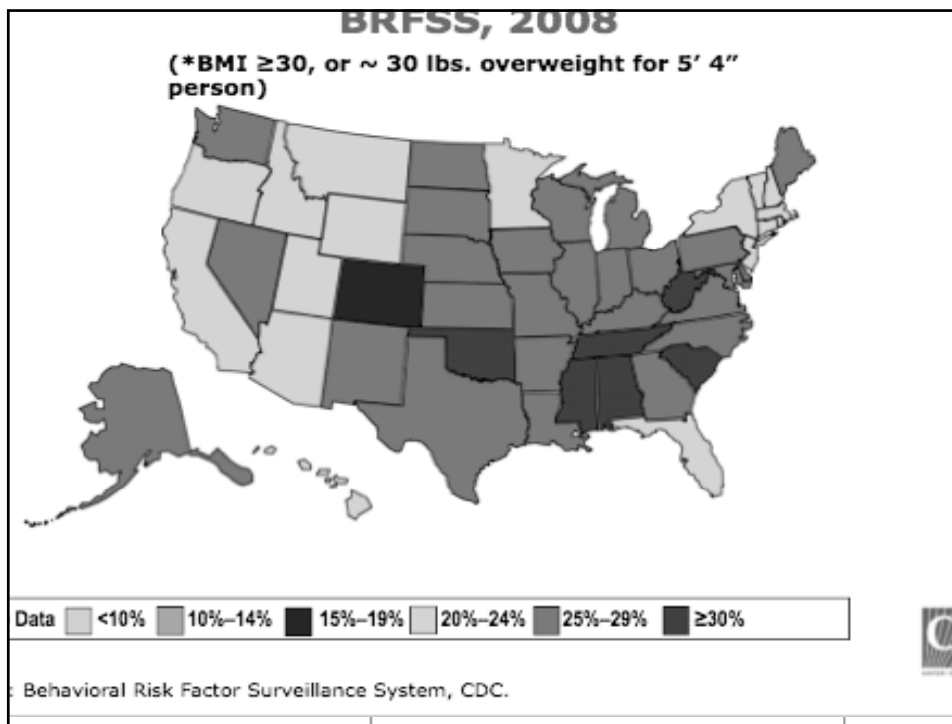 BRFSS, 2008
(*BMI ≥30, or ~ 30 lbs. overweight for 5’ 4”
person)
Data <10% 10%–14% 15%–19% 20%–24% 25%–29% ≥30%
: Behavioral Risk Factor Surveillance System, CDC.